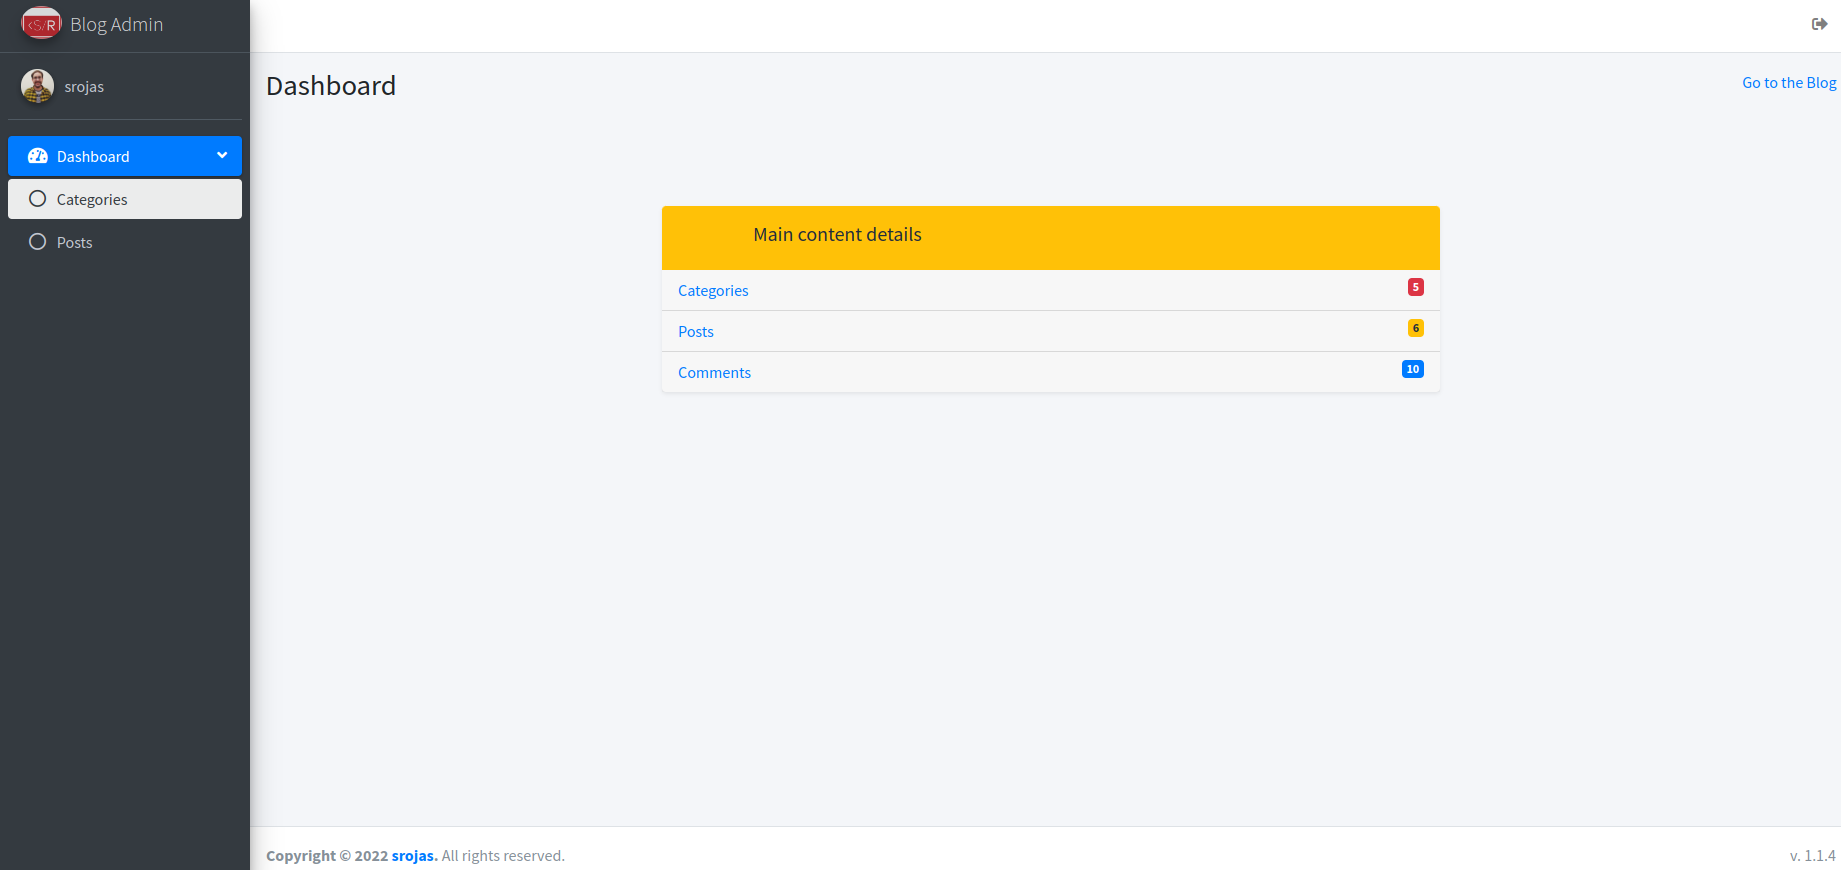 <S/R Blog Admin
srojas
Dashboard
Categories
Posts
Dashboard
Go to the Blog
Main content details
Categories 5
Posts 6
Comments 10
Copyright © 2022 srojas. All rights reserved.
v. 1.1.4